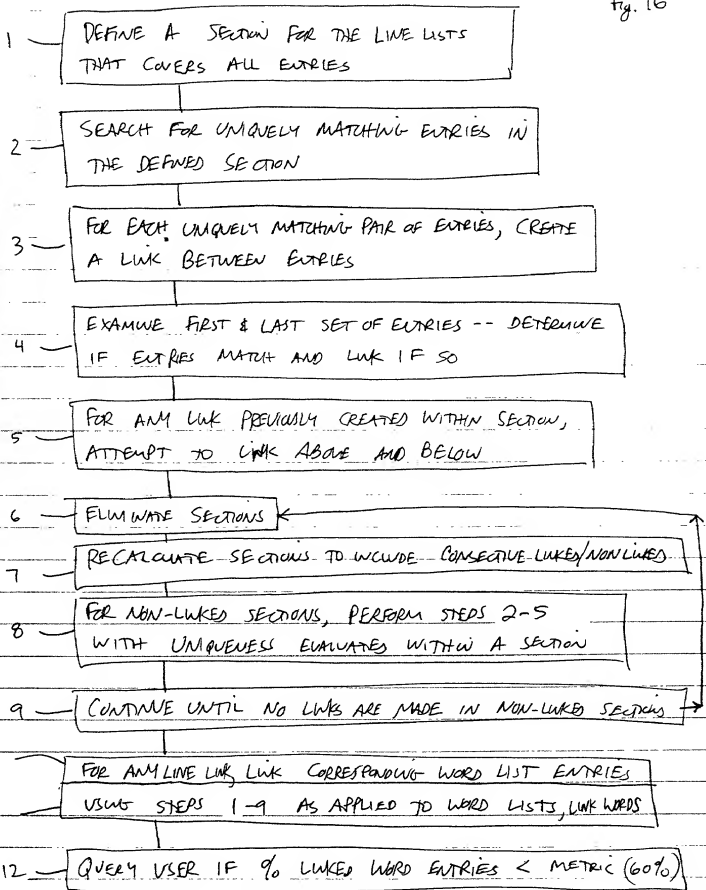 Fig. 16
1 DEFINE A SECTION FOR THE LINE LISTS
THAT COVERS ALL ENTRIES
2 SEARCH FOR UNIQUELY MATCHING ENTRIES IN
THE DEFINED SECTION
3 FOR EACH UNIQUELY MATCHING PAIR OF ENTRIES, CREATE
A LINK BETWEEN ENTRIES
4 EXAMINE FIRST & LAST SET OF ENTRIES -- DETERMINE
IF ENTRIES MATCH AND LINK IF SO
5 FOR ANY LINK PREVIOUSLY CREATED WITHIN SECTION,
ATTEMPT TO LINK ABOVE AND BELOW
6 ELIMINATE SECTIONS
7 RECALCULATE SECTIONS TO INCLUDE CONSECTIVE LINKED/NON LINKED
8 FOR NON-LINKED SECTIONS, PERFORM STEPS 2-5
WITH UNIQUENESS EVALUATED WITHIN A SECTION
9 CONTINUE UNTIL NO LINKS ARE MADE IN NON-LINKED SECTIONS
FOR ANY LINE LINK, LINK CORRESPONDING WORD LIST ENTRIES
USING STEPS 1-9 AS APPLIED TO WORD LISTS, LINK WORDS
12 QUERY USER IF % LINKED WORD ENTRIES < METRIC (60%)